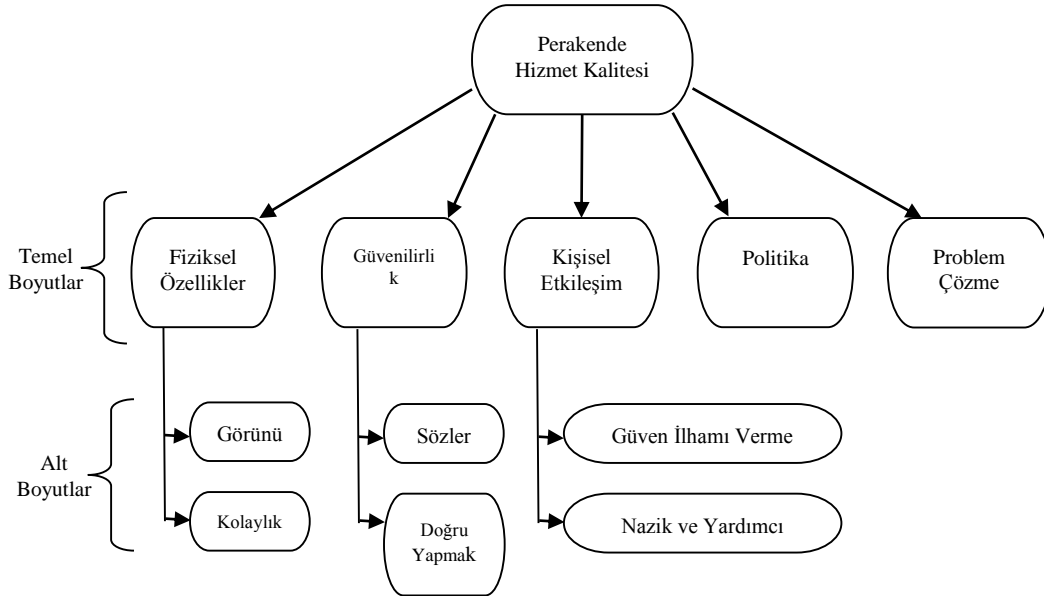 Perakende
Hizmet Kalitesi
Temel
Boyutlar
Fiziksel
Özellikler
Güvenilirli
k
Kişisel
Etkileşim
Politika
Problem
Çözme
Alt
Boyutlar
Görünü
Sözler
Güven İlhamı Verme
Kolaylık
Doğru
Yapmak
Nazik ve Yardımcı